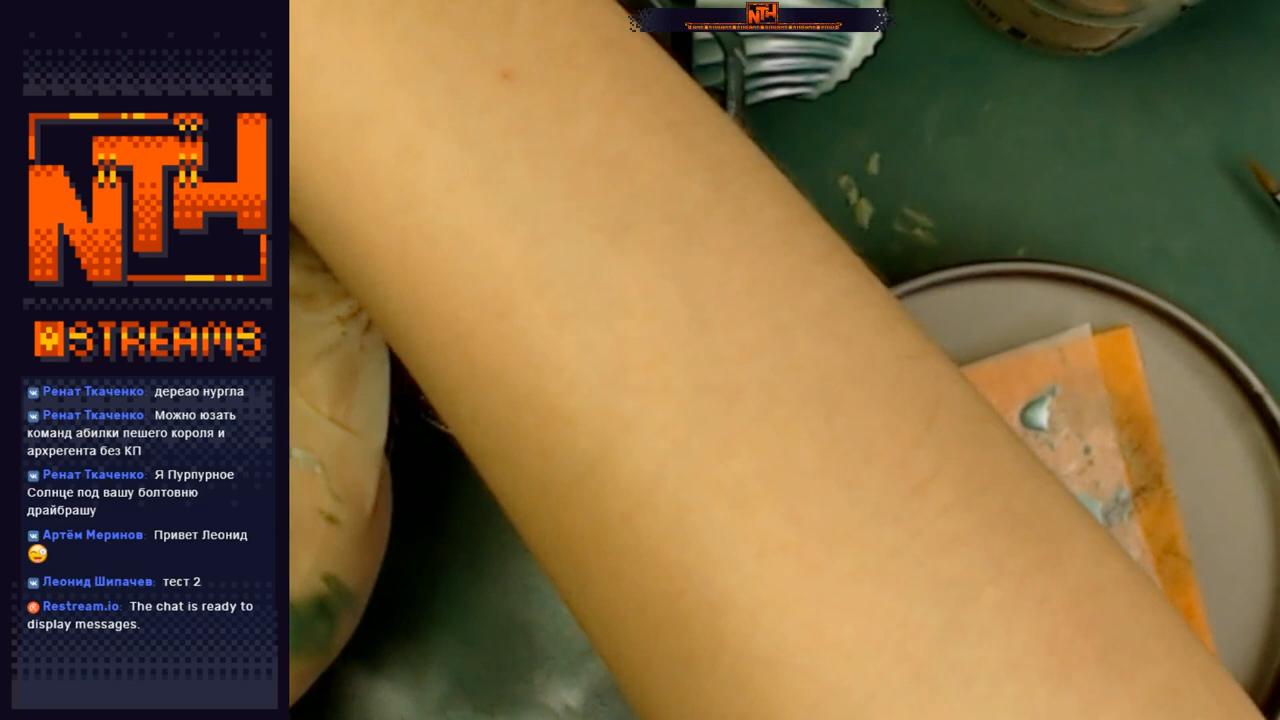 NTH
STREAMS
Ренат Ткаченко: дереао нургла
Ренат Ткаченко: Можно юзать
команд абилки пешего короля и
архрегента без КП
Ренат Ткаченко: Я Пурпурное
Солнце под вашу болтовню
драйбрашу
Артём Меринов: Привет Леонид
Леонид Шипачев: тест 2
Restream.io: The chat is ready to
display messages.
NTH